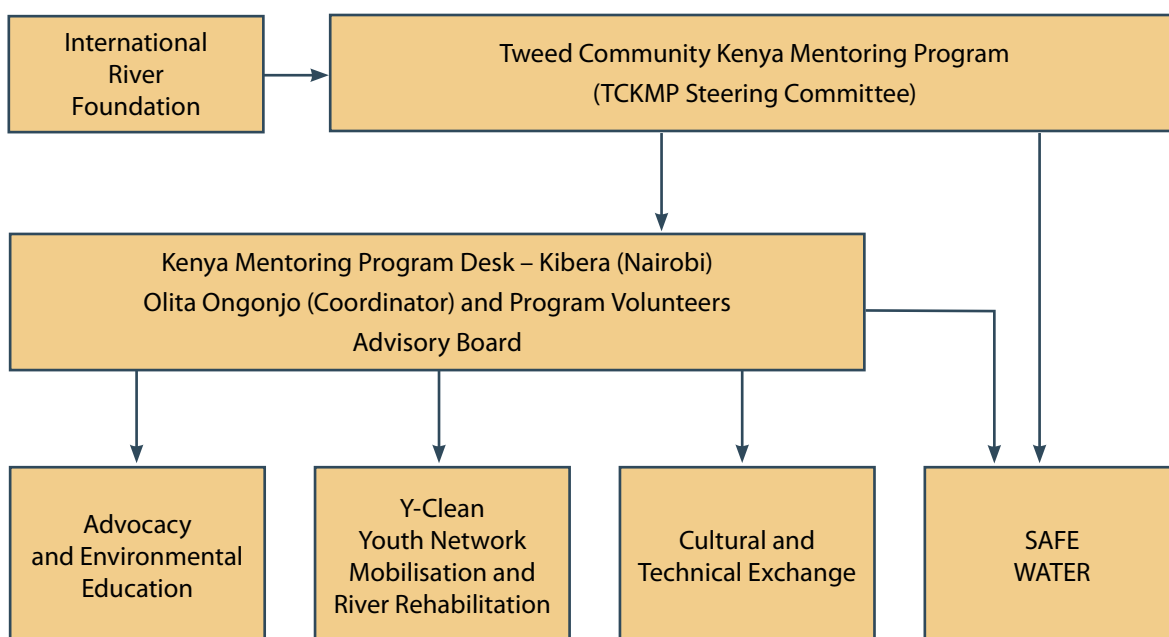 International
River
Foundation
Tweed Community Kenya Mentoring Program
(TCKMP Steering Committee)
Kenya Mentoring Program Desk – Kibera (Nairobi)
Olita Ongonjo (Coordinator) and Program Volunteers
Advisory Board
Advocacy
and Environmental
Education
Y-Clean
Youth Network
Mobilisation and
River Rehabilitation
Cultural and
Technical Exchange
SAFE
WATER